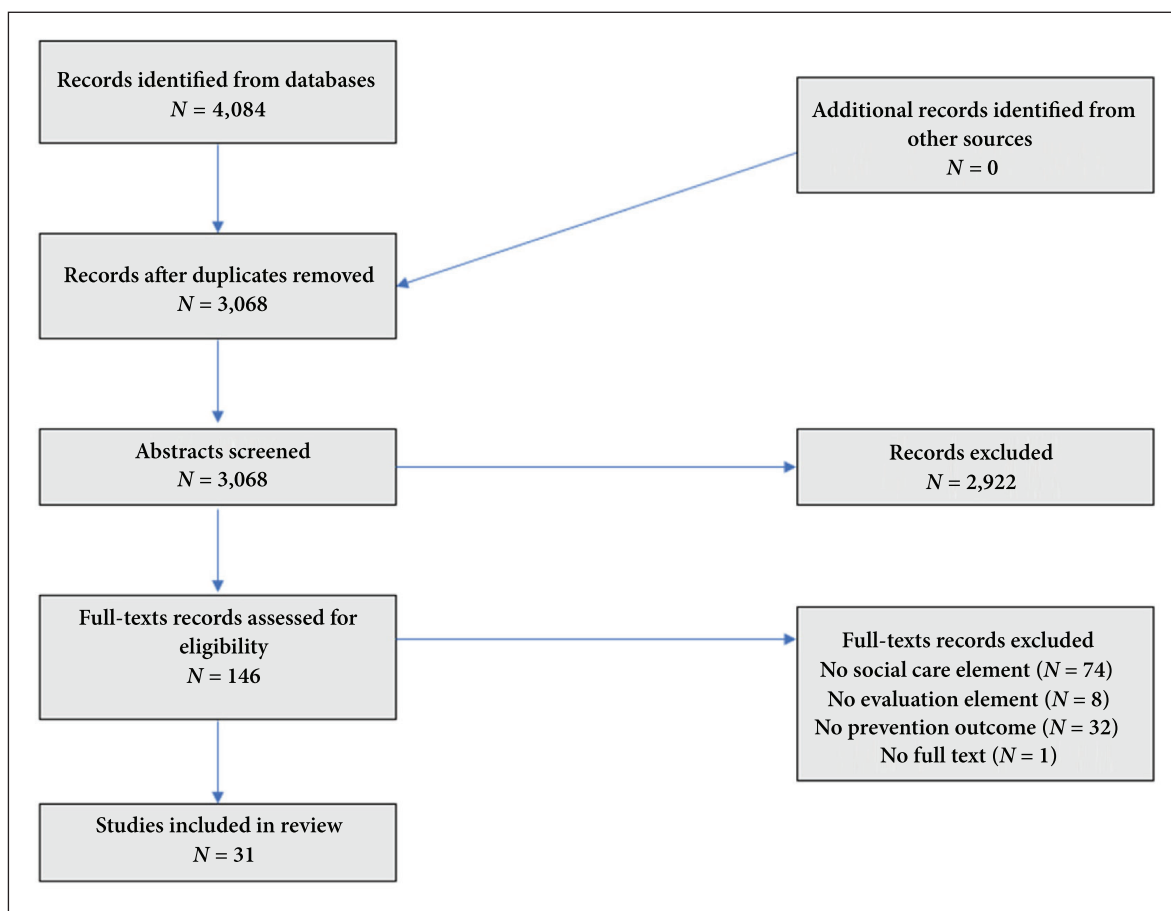 Records identified from databases
N = 4,084
Additional records identified from
other sources
N = 0
Records after duplicates removed
N = 3,068
Abstracts screened
N = 3,068
Records excluded
N = 2,922
Full-texts records assessed for
eligibility
N = 146
Full-texts records excluded
No social care element (N = 74)
No evaluation element (N = 8)
No prevention outcome (N = 32)
No full text (N = 1)
Studies included in review
N = 31